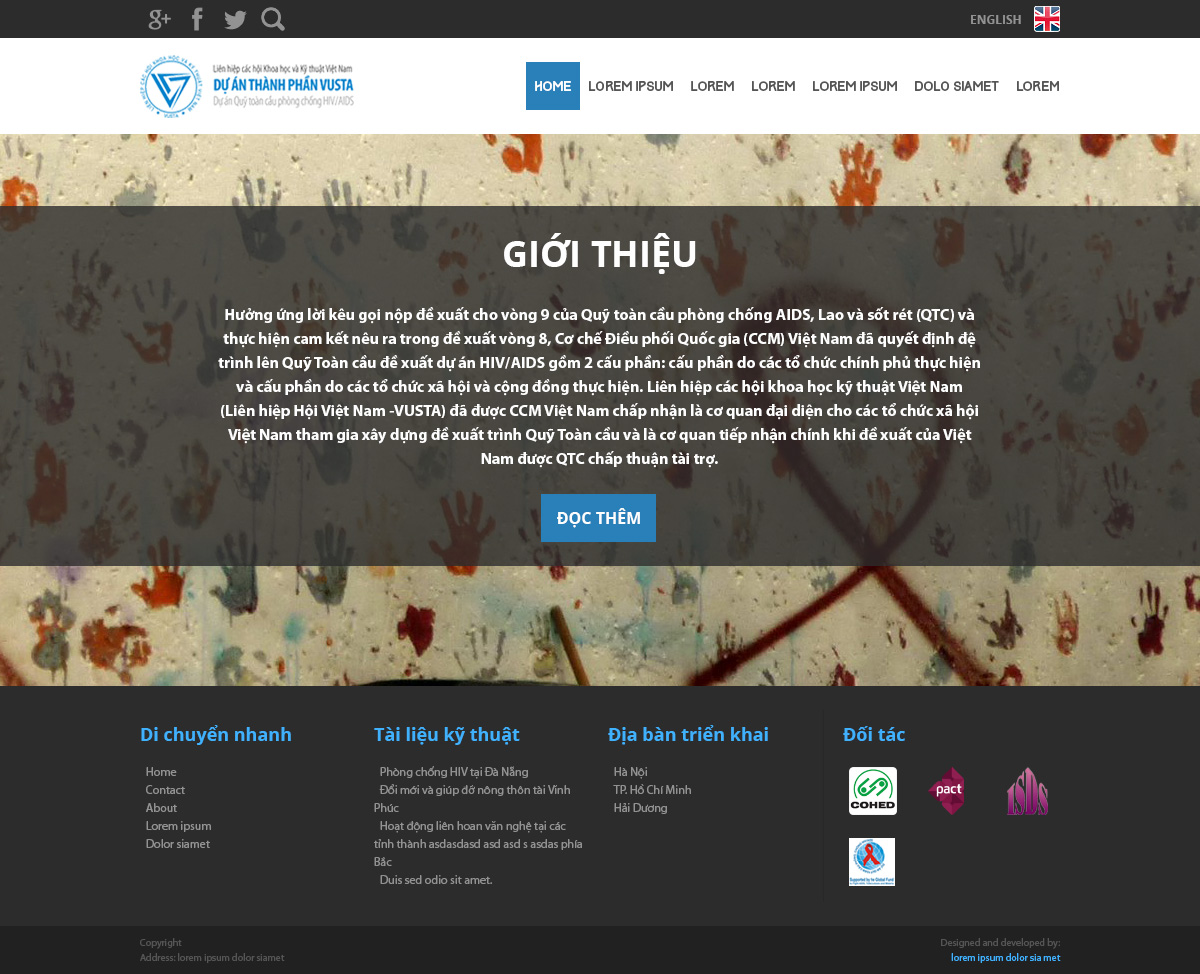 ENGLISH
Liên hiệp các hội Khoa học và Kỹ thuật Việt Nam
DỰ ÁN THÀNH PHẦN VUSTA
Dự án Quỹ toàn cầu phòng chống HIV/AIDS
HOME LOREM IPSUM LOREM LOREM LOREM IPSUM DOLO SIAMET LOREM
GIỚI THIỆU
Hưởng ứng lời kêu gọi nộp đề xuất cho vòng 9 của Quỹ toàn cầu phòng chống AIDS, Lao và sốt rét (QTC) và
thực hiện cam kết nêu ra trong đề xuất vòng 8, Cơ chế Điều phối Quốc gia (CCM) Việt Nam đã quyết định đệ
trình lên Quỹ Toàn cầu đề xuất dự án HIV/AIDS gồm 2 cấu phần: cấu phần do các tổ chức chính phủ thực hiện
và cấu phần do các tổ chức xã hội và cộng đồng thực hiện. Liên hiệp các hội khoa học kỹ thuật Việt Nam
(Liên hiệp Hội Việt Nam -VUSTA) đã được CCM Việt Nam chấp nhận là cơ quan đại diện cho các tổ chức xã hội
Việt Nam tham gia xây dựng đề xuất trình Quỹ Toàn cầu và là cơ quan tiếp nhận chính khi đề xuất của Việt
Nam được QTC chấp thuận tài trợ.
ĐỌC THÊM
Di chuyển nhanh
Home
Contact
About
Lorem ipsum
Dolor siamet
Tài liệu kỹ thuật
Phòng chống HIV tại Đà Nẵng
Đổi mới và giúp đỡ nông thôn tài Vính
Phúc
Hoạt động liên hoan văn nghệ tại các
tỉnh thành asdasdasd asd asd s asdas phía
Bắc
Duis sed odio sit amet.
Địa bàn triển khai
Hà Nội
TP. Hồ Chí Minh
Hải Dương
Đối tác
COHED
pact
Copyright
Address: lorem ipsum dolor siamet
Designed and developed by:
lorem ipsum dolor sia met